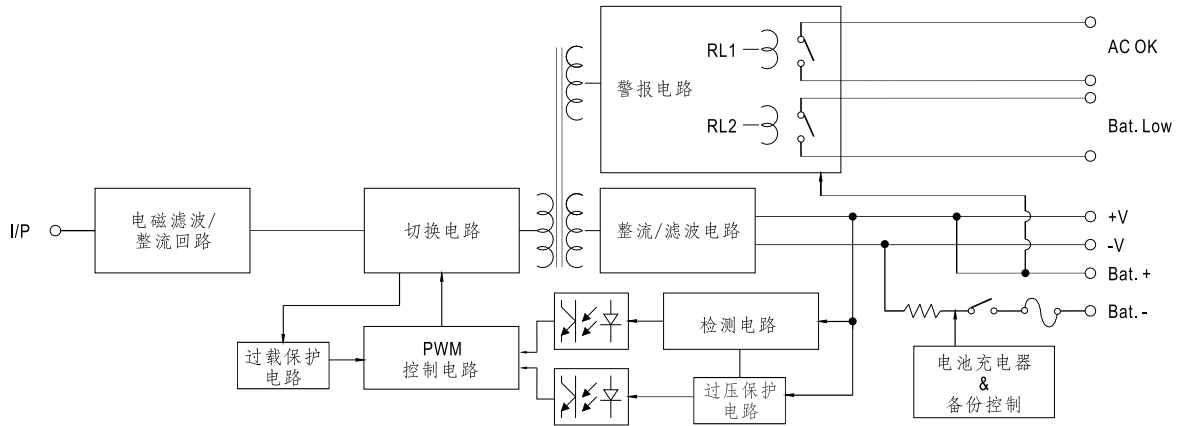 RL1
AC OK
警报电路
RL2
Bat. Low
I/P
电磁滤波/
整流回路
切换电路
整流/滤波电路
+V
-V
Bat. +
Bat. -
过载保护
电路
PWM
控制电路
检测电路
过压保护
电路
电池充电器
&
备份控制